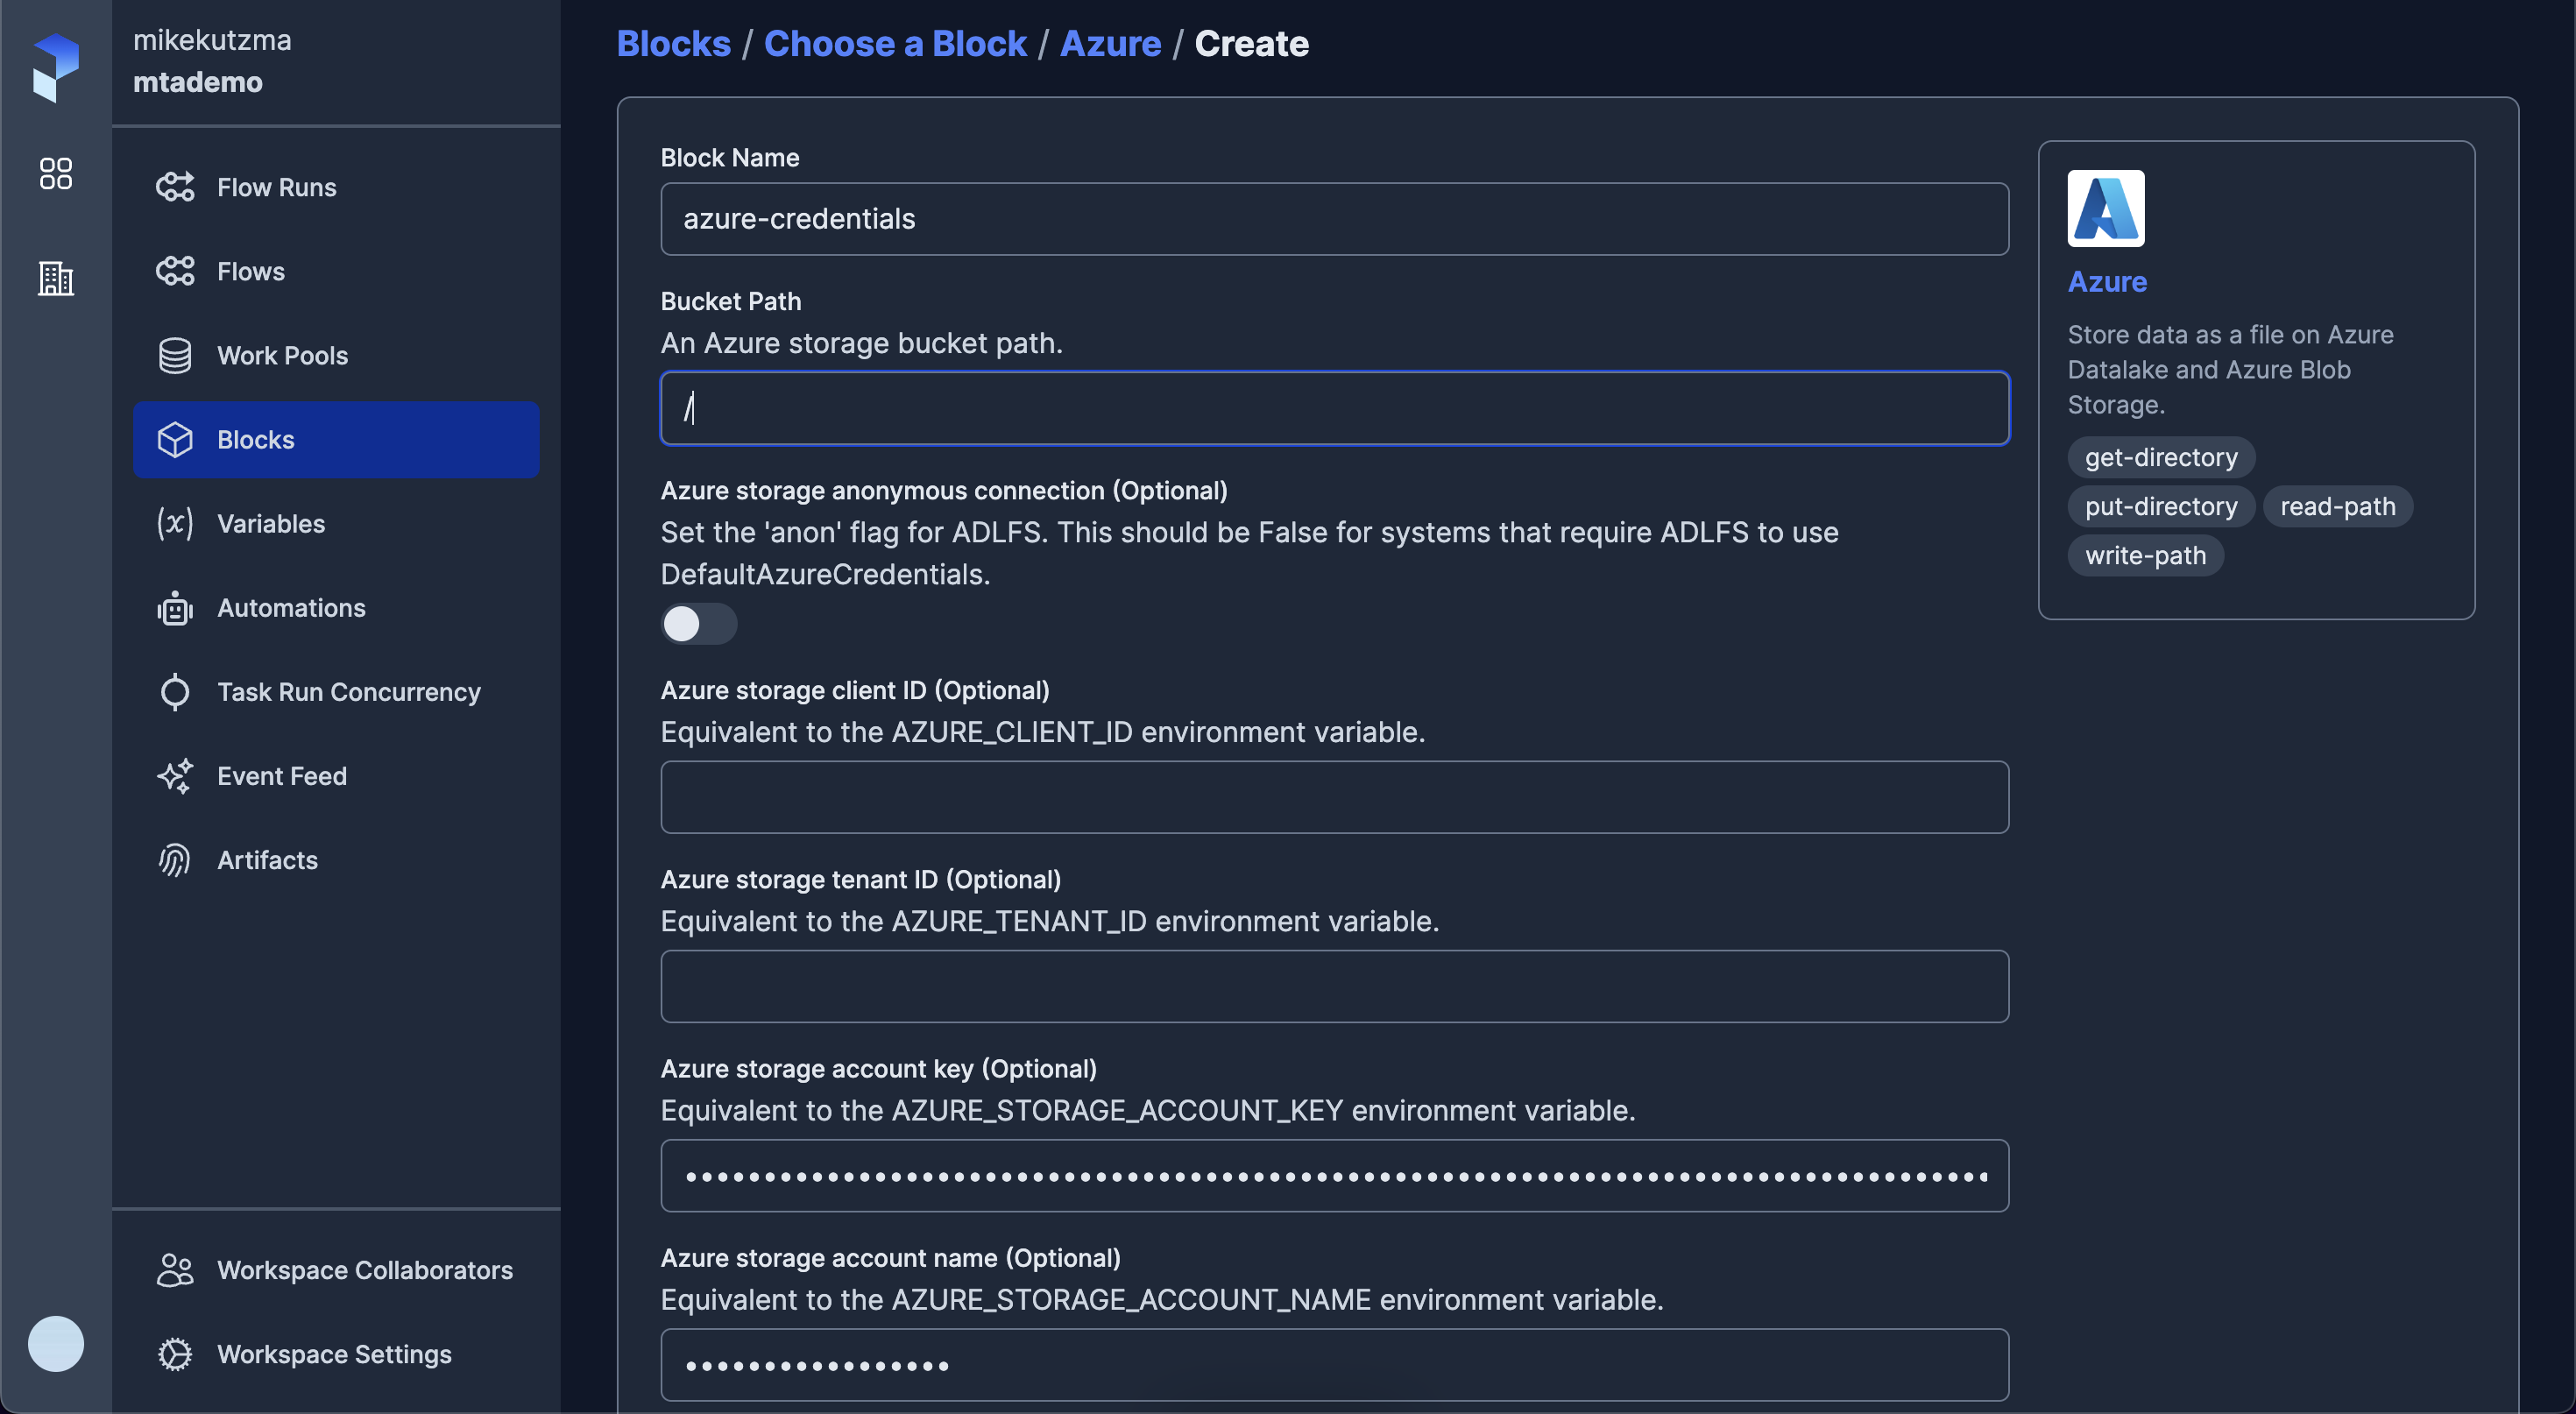 mikekutzma
mtademo
Flow Runs
Flows
Work Pools
Blocks
Variables
Automations
Task Run Concurrency
Event Feed
Artifacts
Workspace Collaborators
Workspace Settings
Blocks / Choose a Block / Azure / Create
Block Name
azure-credentials
Bucket Path
An Azure storage bucket path.
/
Azure storage anonymous connection (Optional)
Set the 'anon' flag for ADLFS. This should be False for systems that require ADLFS to use
DefaultAzureCredentials.
Azure storage client ID (Optional)
Equivalent to the AZURE_CLIENT_ID environment variable.
Azure storage tenant ID (Optional)
Equivalent to the AZURE_TENANT_ID environment variable.
Azure storage account key (Optional)
Equivalent to the AZURE_STORAGE_ACCOUNT_KEY environment variable.
Azure storage account name (Optional)
Equivalent to the AZURE_STORAGE_ACCOUNT_NAME environment variable.
Azure
Store data as a file on Azure
Datalake and Azure Blob
Storage.
get-directory
put-directory read-path
write-path